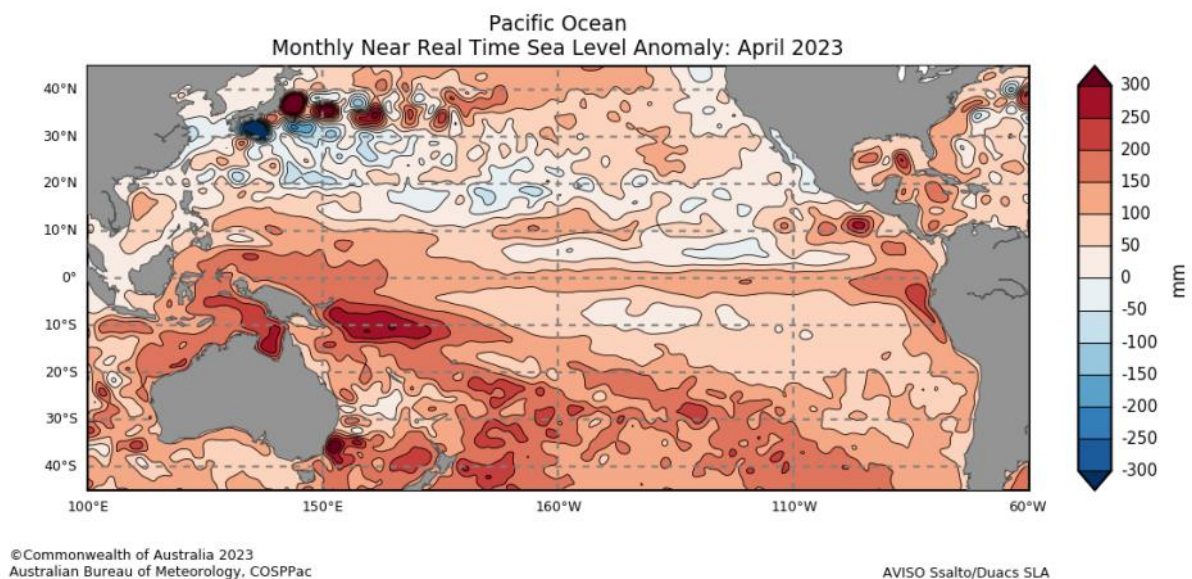 Pacific Ocean
Monthly Near Real Time Sea Level Anomaly: April 2023
40°N
30°N
20°N
10°N
0°
10°S
20°S
30°S
40°S
100°E 150°E 160°W 110°W 60°W
300
250
200
150
100
50
0
-50
-100
-150
-200
-250
-300
mm
©Commonwealth of Australia 2023
Australian Bureau of Meteorology, COSPPac
AVISO Ssalto/Duacs SLA